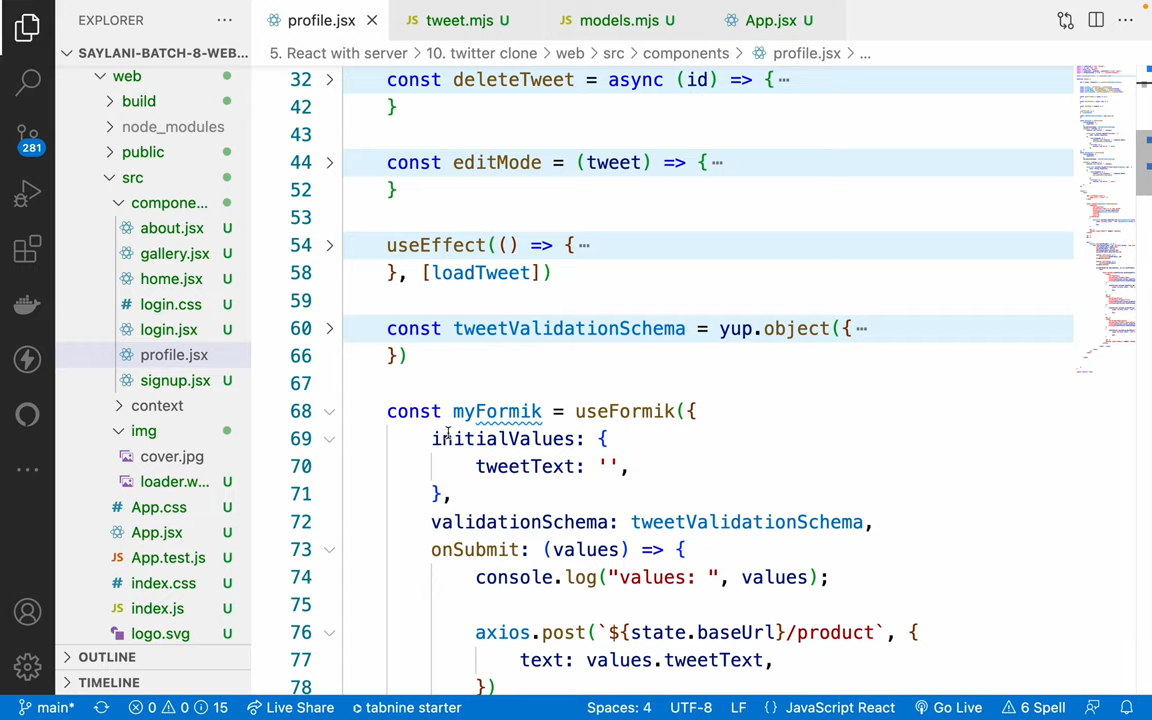 EXPLORER
profile.jsx
JS tweet.mjs U
JS models.mjs U
App.jsx U
SAYLANI-BATCH-8-WEB...
5. React with server > 10. twitter clone > web > src > components > profile.jsx > ...
web
build
node_modules
public
src
compone...
about.jsx U
gallery.jsx U
home.jsx U
# login.css U
login.jsx U
profile.jsx
signup.jsx U
context
img
cover.jpg
loader.w... U
# App.css U
App.jsx U
JS App.test.js U
# index.css U
JS index.js U
logo.svg U
OUTLINE
TIMELINE
281
32 const deleteTweet = async (id) => {
42 }
43
44 const editMode = (tweet) => {
52 }
53
54 useEffect(() => {
58 }, [loadTweet])
59
60 const tweetValidationSchema = yup.object({
66 })
67
68 const myFormik = useFormik({
69 initialValues: {
70 tweetText: '',
71 },
72 validationSchema: tweetValidationSchema,
73 onSubmit: (values) => {
74 console.log("values: ", values);
75
76 axios.post(`${state.baseUrl}/product`, {
77 text: values.tweetText,
78 })
main* 0 0 15 Live Share tabnine starter Spaces: 4 UTF-8 LF {} JavaScript React Go Live 6 Spell